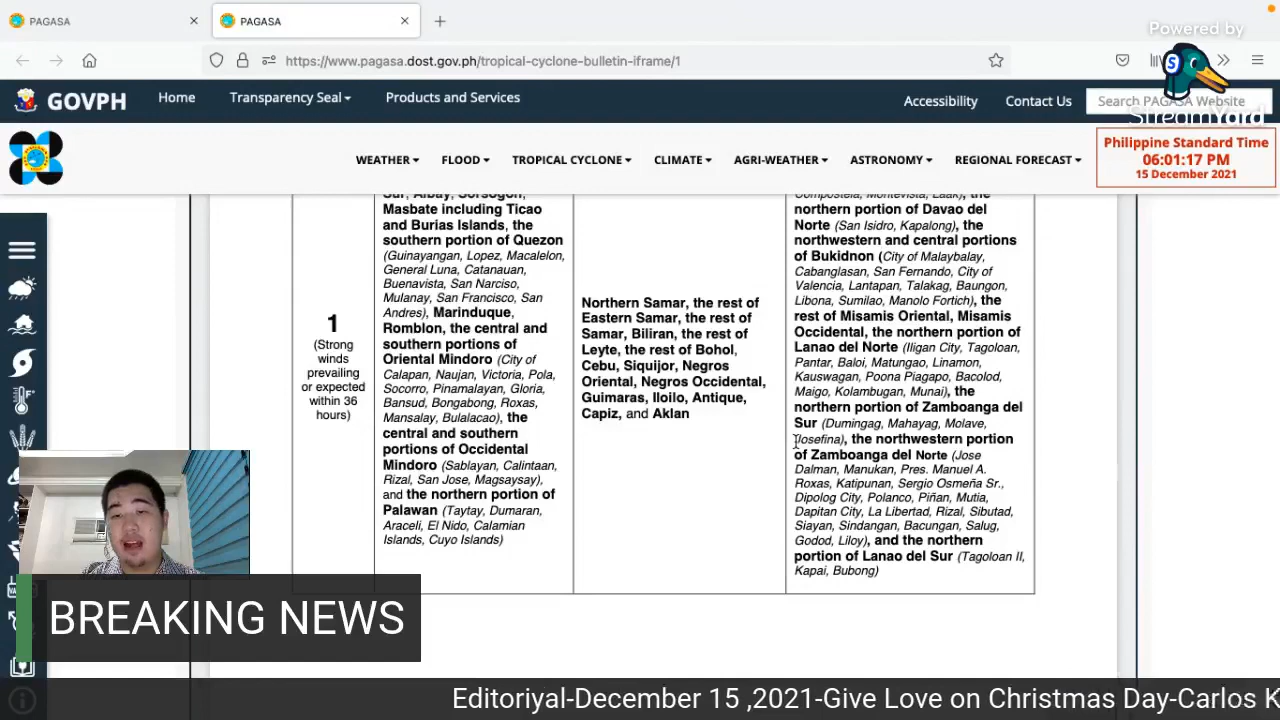 PAGASA
PAGASA
https://www.pagasa.dost.gov.ph/tropical-cyclone-bulletin-iframe/1
Powered by
StreamYard
GOVPH
Home
Transparency Seal
Products and Services
Accessibility
Contact Us
Search PAGASA Website
WEATHER
FLOOD
TROPICAL CYCLONE
CLIMATE
AGRI-WEATHER
ASTRONOMY
REGIONAL FORECAST
Philippine Standard Time
06:01:17 PM
15 December 2021
1
(Strong
winds
prevailing
or expected
within 36
hours)
Sur, Albay, Sorsogon,
Masbate including Ticao
and Burias Islands, the
southern portion of Quezon
(Guinayangan, Lopez, Macalelon,
General Luna, Catanauan,
Buenavista, San Narciso,
Mulanay, San Francisco, San
Andres), Marinduque,
Romblon, the central and
southern portions of
Oriental Mindoro (City of
Calapan, Naujan, Victoria, Pola,
Socorro, Pinamalayan, Gloria,
Bansud, Bongabong, Roxas,
Mansalay, Bulalacao), the
central and southern
portions of Occidental
Mindoro (Sablayan, Calintaan,
Rizal, San Jose, Magsaysay),
and the northern portion of
Palawan (Taytay, Dumaran,
Araceli, El Nido, Calamian
Islands, Cuyo Islands)
Northern Samar, the rest of
Eastern Samar, the rest of
Samar, Biliran, the rest of
Leyte, the rest of Bohol,
Cebu, Siquijor, Negros
Oriental, Negros Occidental,
Guimaras, Iloilo, Antique,
Capiz, and Aklan
Compostela, Montevista, Laak), the
northern portion of Davao del
Norte (San Isidro, Kapalong), the
northwestern and central portions
of Bukidnon (City of Malaybalay,
Cabanglasan, San Fernando, City of
Valencia, Lantapan, Talakag, Baungon,
Libona, Sumilao, Manolo Fortich), the
rest of Misamis Oriental, Misamis
Occidental, the northern portion of
Lanao del Norte (Iligan City, Tagoloan,
Pantar, Baloi, Matungao, Linamon,
Kauswagan, Poona Piagapo, Bacolod,
Maigo, Kolambugan, Munai), the
northern portion of Zamboanga del
Sur (Dumingag, Mahayag, Molave,
Josefina), the northwestern portion
of Zamboanga del Norte (Jose
Dalman, Manukan, Pres. Manuel A.
Roxas, Katipunan, Sergio Osmeña Sr.,
Dipolog City, Polanco, Piñan, Mutia,
Dapitan City, La Libertad, Rizal, Sibutad,
Siayan, Sindangan, Bacungan, Salug,
Godod, Liloy), and the northern
portion of Lanao del Sur (Tagoloan II,
Kapai, Bubong)
BREAKING NEWS
Editoriyal-December 15 ,2021-Give Love on Christmas Day-Carlos K